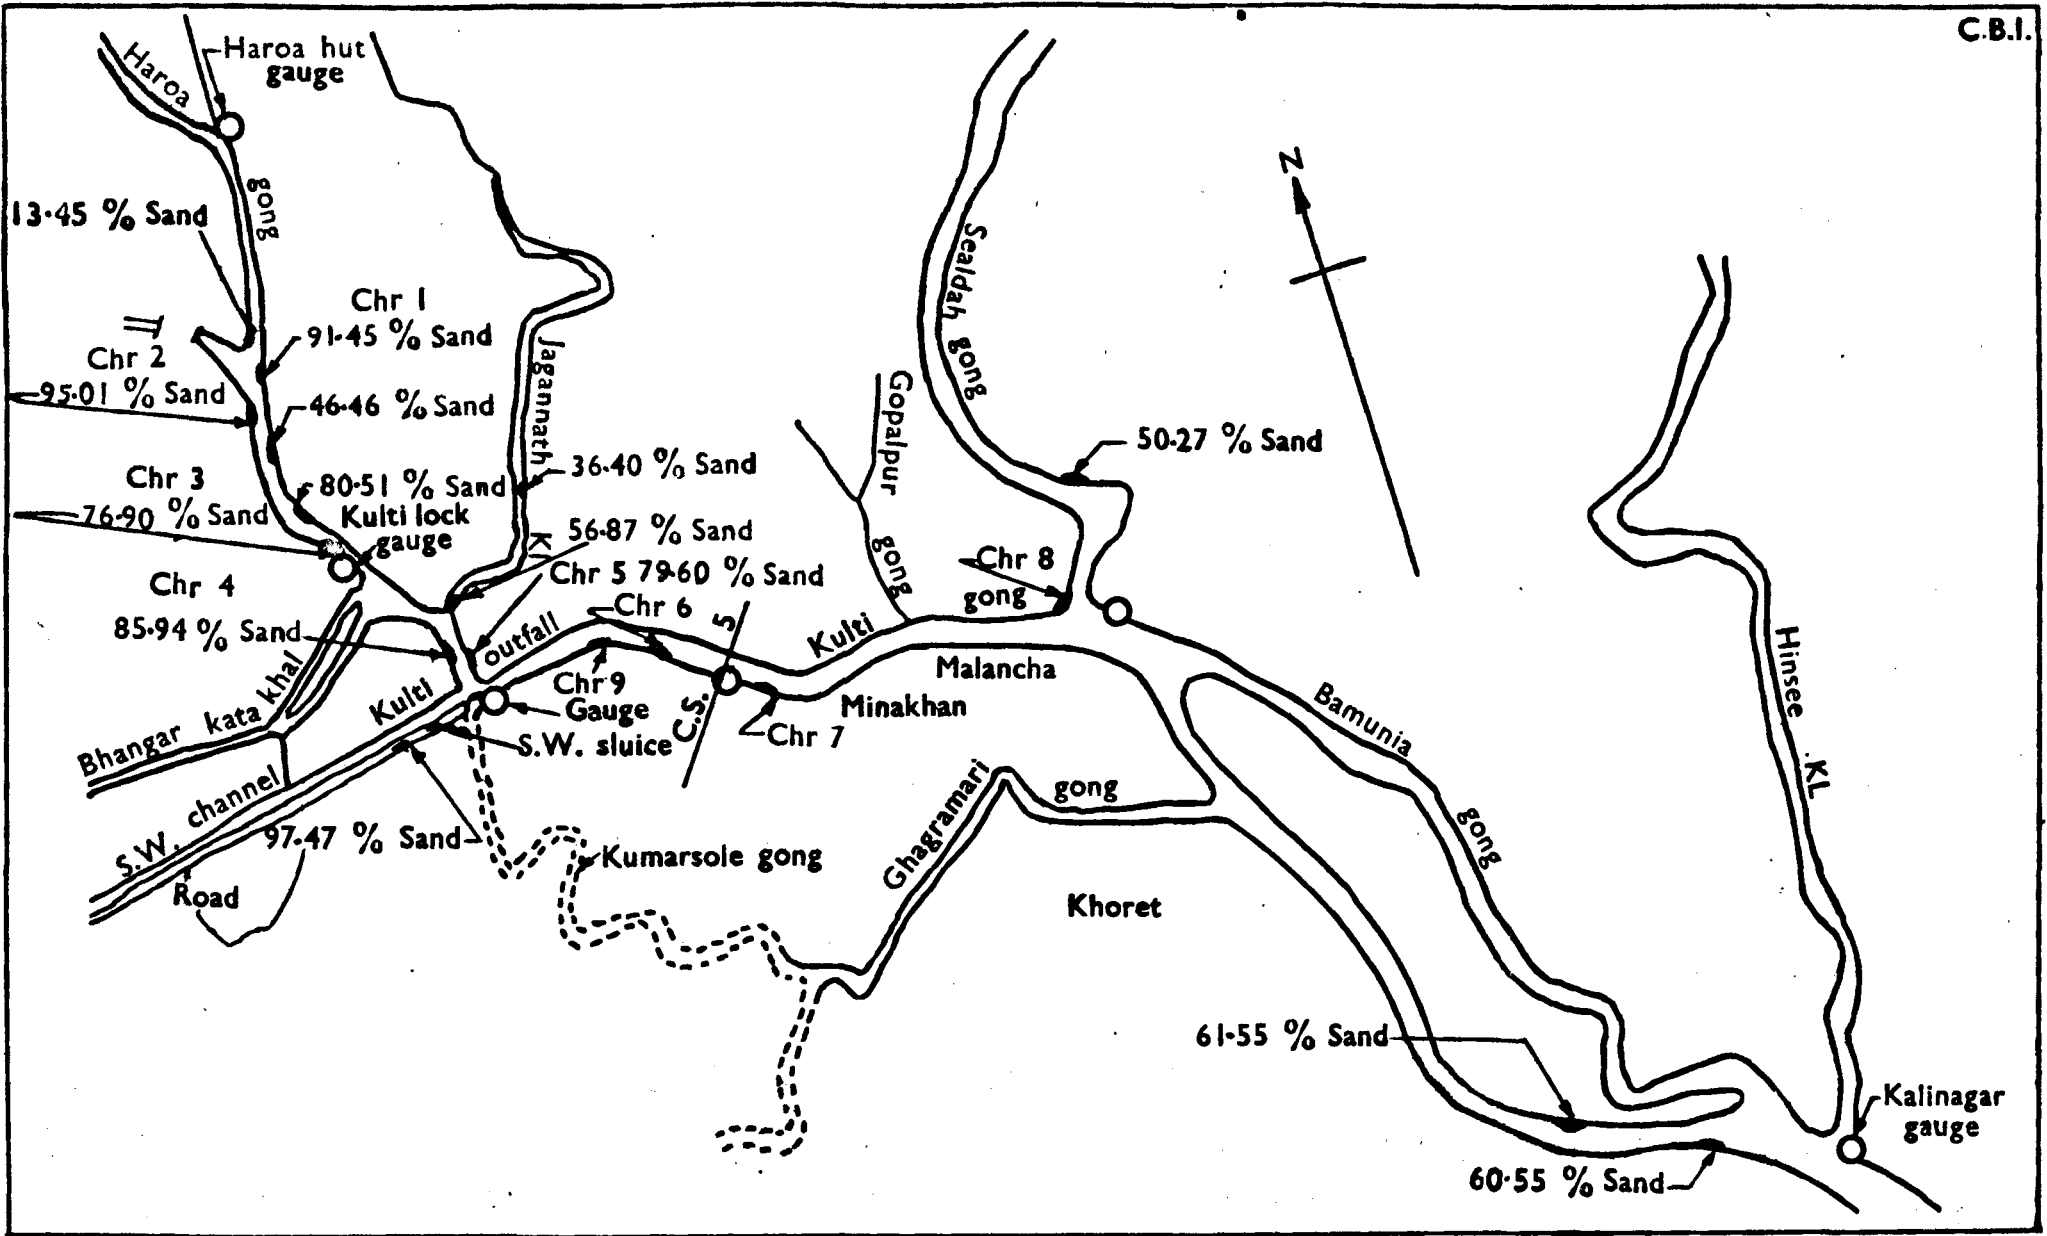 C.B.I.
Haroa hut
gauge
Haroa
gong
N
13.45 % Sand
Sealdah gong
Chr 1
91.45 % Sand
Chr 2
95.01 % Sand
46.46 % Sand
Jagannath
Kl
Gopalpur
gong
50.27 % Sand
Chr 3
76.90 % Sand
80.51 % Sand
Kulti lock
gauge
36.40 % Sand
56.87 % Sand
Chr 4
85.94 % Sand
Chr 5 79.60 % Sand
Chr 6
5
C.S.
Chr 8
gong
Kulti
outfall
Kulti
Malancha
Minakhan
Chr 9
Gauge
S.W. sluice
Chr 7
Bhangar kata khal
S.W. channel
Road
97.47 % Sand
Kumarsole gong
Ghagramari
gong
Khoret
Bamunia
gong
Hinsee KL
61.55 % Sand
60.55 % Sand
Kalinagar
gauge